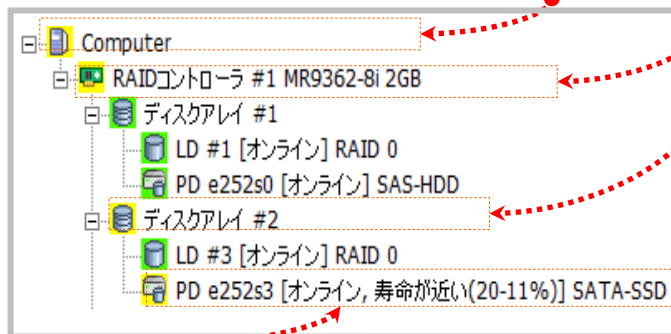 Computer
RAIDコントローラ #1 MR9362-8i 2GB
ディスクアレイ #1
LD #1 [オンライン] RAID 0
PD e252s0 [オンライン] SAS-HDD
ディスクアレイ #2
LD #3 [オンライン] RAID 0
PD e252s3 [オンライン, 寿命が近い(20-11%)] SATA-SSD